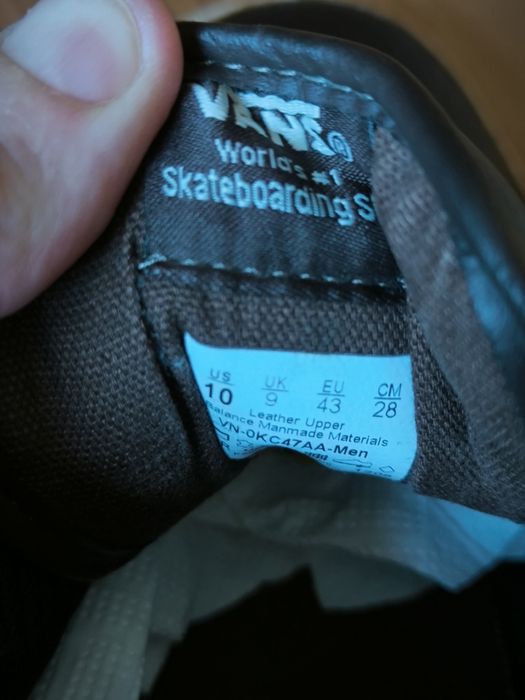 VANS®
World's #1
Skateboarding S
US UK EU CM
10 9 43 28
Leather Upper
Balance Manmade Materials
VN-0KC47AA-Men